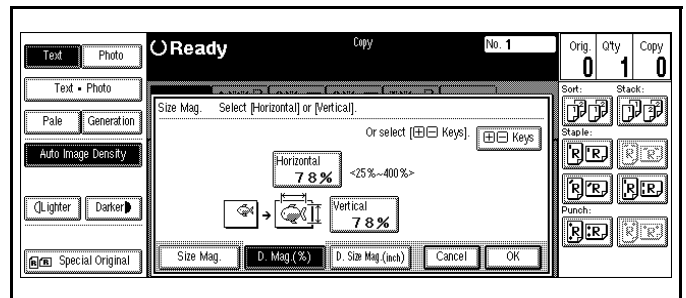 Text
Photo
Text • Photo
Pale
Generation
Auto Image Density
Lighter
Darker
Special Original
Ready
Copy
No. 1
Size Mag. Select [Horizontal] or [Vertical].
Or select [⊞⊟ Keys].
⊞⊟ Keys
Horizontal
78%
<25%~400%>
Vertical
78%
Size Mag.
D. Mag.(%)
D. Size Mag.(inch)
Cancel
OK
Orig. Q'ty Copy
0 1 0
Sort: Stack:
Staple:
Punch: